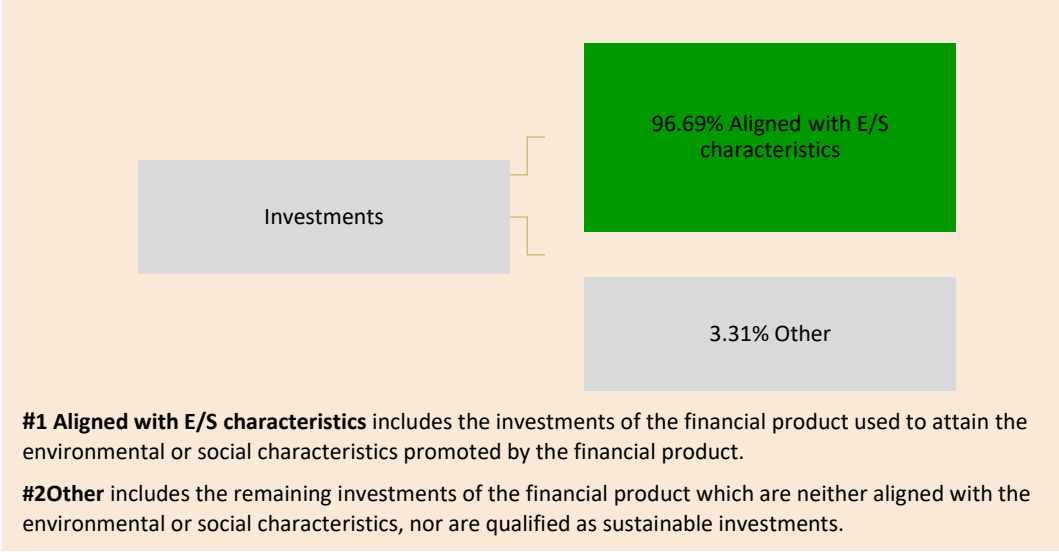 96.69% Aligned with E/S
characteristics
Investments
3.31% Other
#1 Aligned with E/S characteristics includes the investments of the financial product used to attain the
environmental or social characteristics promoted by the financial product.
#2Other includes the remaining investments of the financial product which are neither aligned with the
environmental or social characteristics, nor are qualified as sustainable investments.